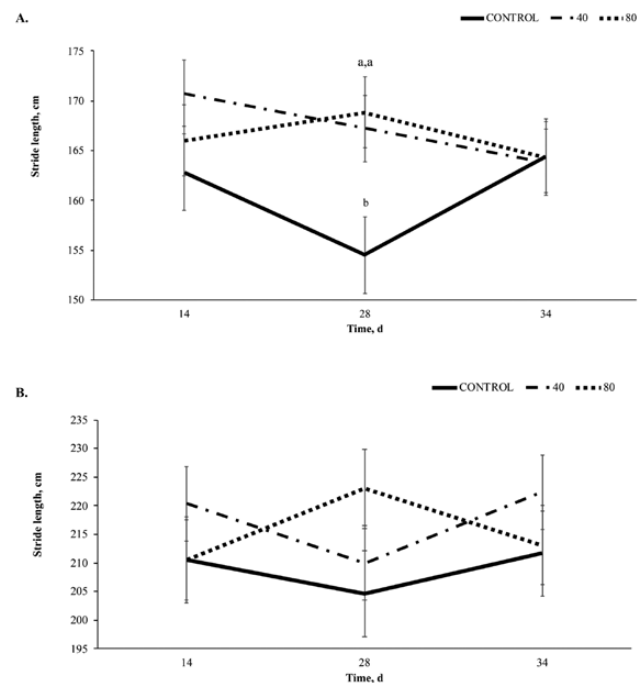 A.
CONTROL 40 80
175
170
165
160
155
150
Stride length, cm
a,a
b
14 28 34
Time, d
B.
CONTROL 40 80
235
230
225
220
215
210
205
200
195
Stride length, cm
14 28 34
Time, d